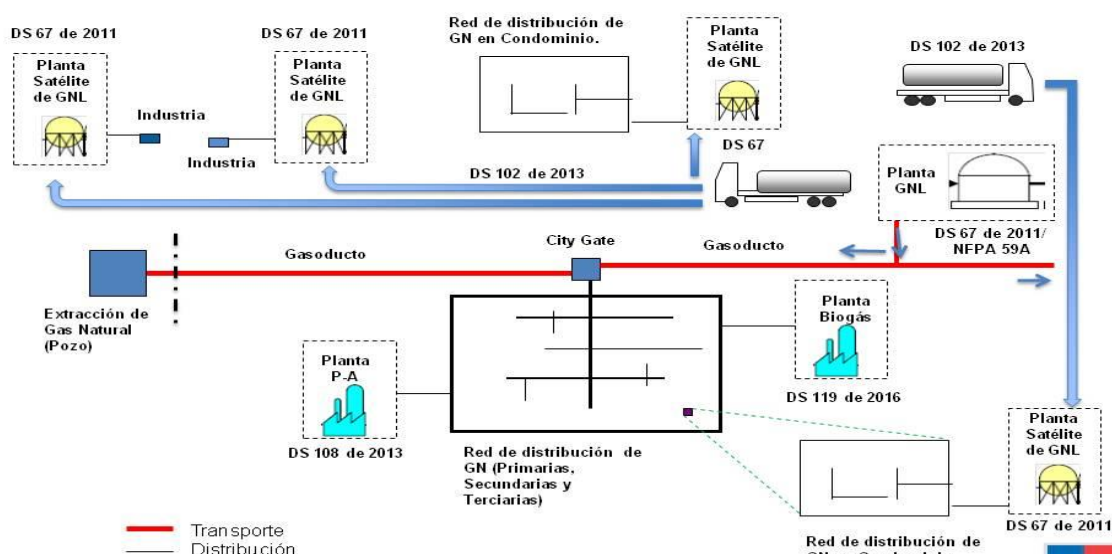 DS 67 de 2011
Planta
Satélite
de GNL
Industria
DS 67 de 2011
Planta
Satélite
de GNL
Industria
Red de distribución de
GN en Condominio.
Planta
Satélite
de GNL
DS 67
DS 102 de 2013
DS 102 de 2013
Planta
GNL
DS 67 de 2011/
NFPA 59A
Gasoducto
City Gate
Gasoducto
Extracción de
Gas Natural
(Pozo)
Planta
P-A
DS 108 de 2013
Planta
Biogás
DS 119 de 2016
Red de distribución de
GN (Primarias,
Secundarias y
Terciarias)
Planta
Satélite
de GNL
DS 67 de 2011
Transporte
Distribución
Red de distribución de